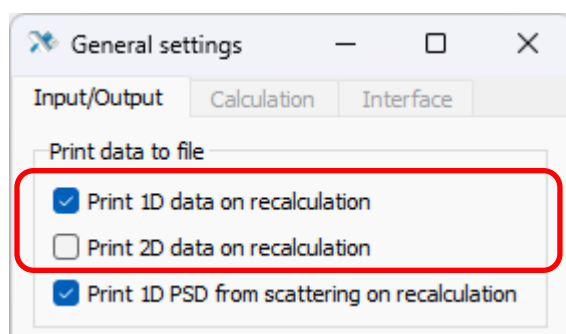 General settings
Input/Output Calculation Interface
Print data to file
Print 1D data on recalculation
Print 2D data on recalculation
Print 1D PSD from scattering on recalculation